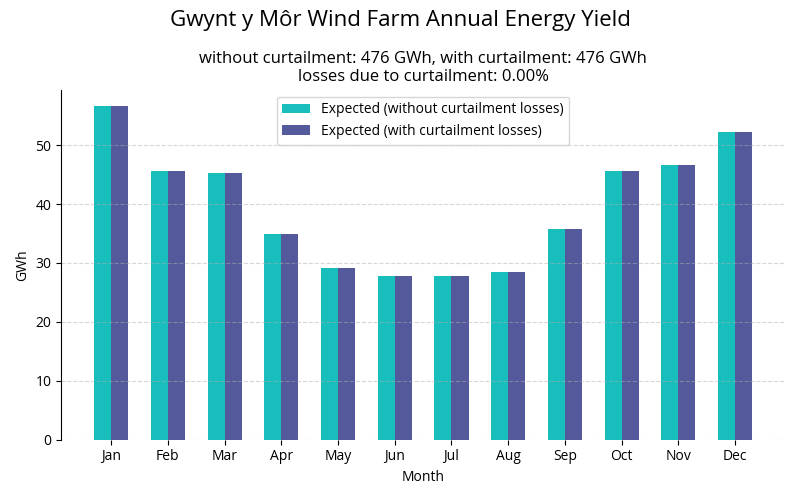 Gwynt y Môr Wind Farm Annual Energy Yield
without curtailment: 476 GWh, with curtailment: 476 GWh
losses due to curtailment: 0.00%
Expected (without curtailment losses)
Expected (with curtailment losses)
GWh
50
40
30
20
10
0
Jan Feb Mar Apr May Jun Jul Aug Sep Oct Nov Dec
Month